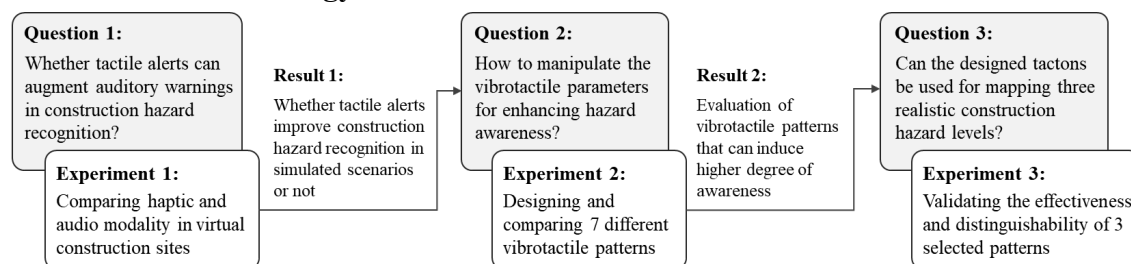 Question 1:
Whether tactile alerts can
augment auditory warnings
in construction hazard
recognition?
Experiment 1:
Comparing haptic and
audio modality in virtual
construction sites
Result 1:
Whether tactile alerts
improve construction
hazard recognition in
simulated scenarios
or not
Question 2:
How to manipulate the
vibrotactile parameters
for enhancing hazard
awareness?
Experiment 2:
Designing and
comparing 7 different
vibrotactile patterns
Result 2:
Evaluation of
vibrotactile patterns
that can induce
higher degree of
awareness
Question 3:
Can the designed tactons
be used for mapping three
realistic construction
hazard levels?
Experiment 3:
Validating the effectiveness
and distinguishability of 3
selected patterns